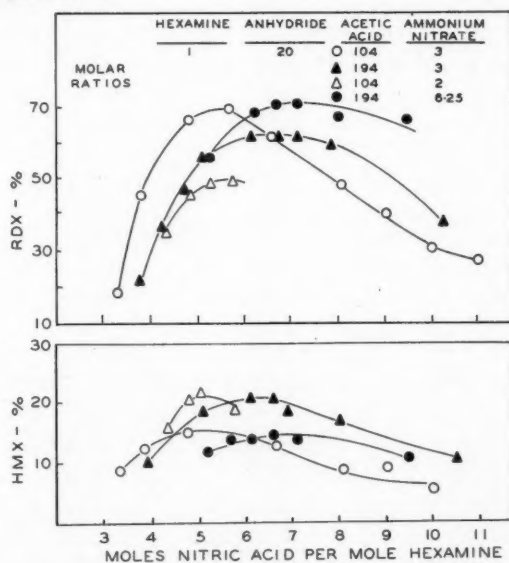 HEXAMINE ANHYDRIDE ACETIC ACID AMMONIUM NITRATE
MOLAR RATIOS
1 20 ○ 104 3
▲ 194 3
△ 104 2
● 194 6·25
RDX - %
70
50
30
10
HMX - %
30
20
10
3 4 5 6 7 8 9 10 11
MOLES NITRIC ACID PER MOLE HEXAMINE